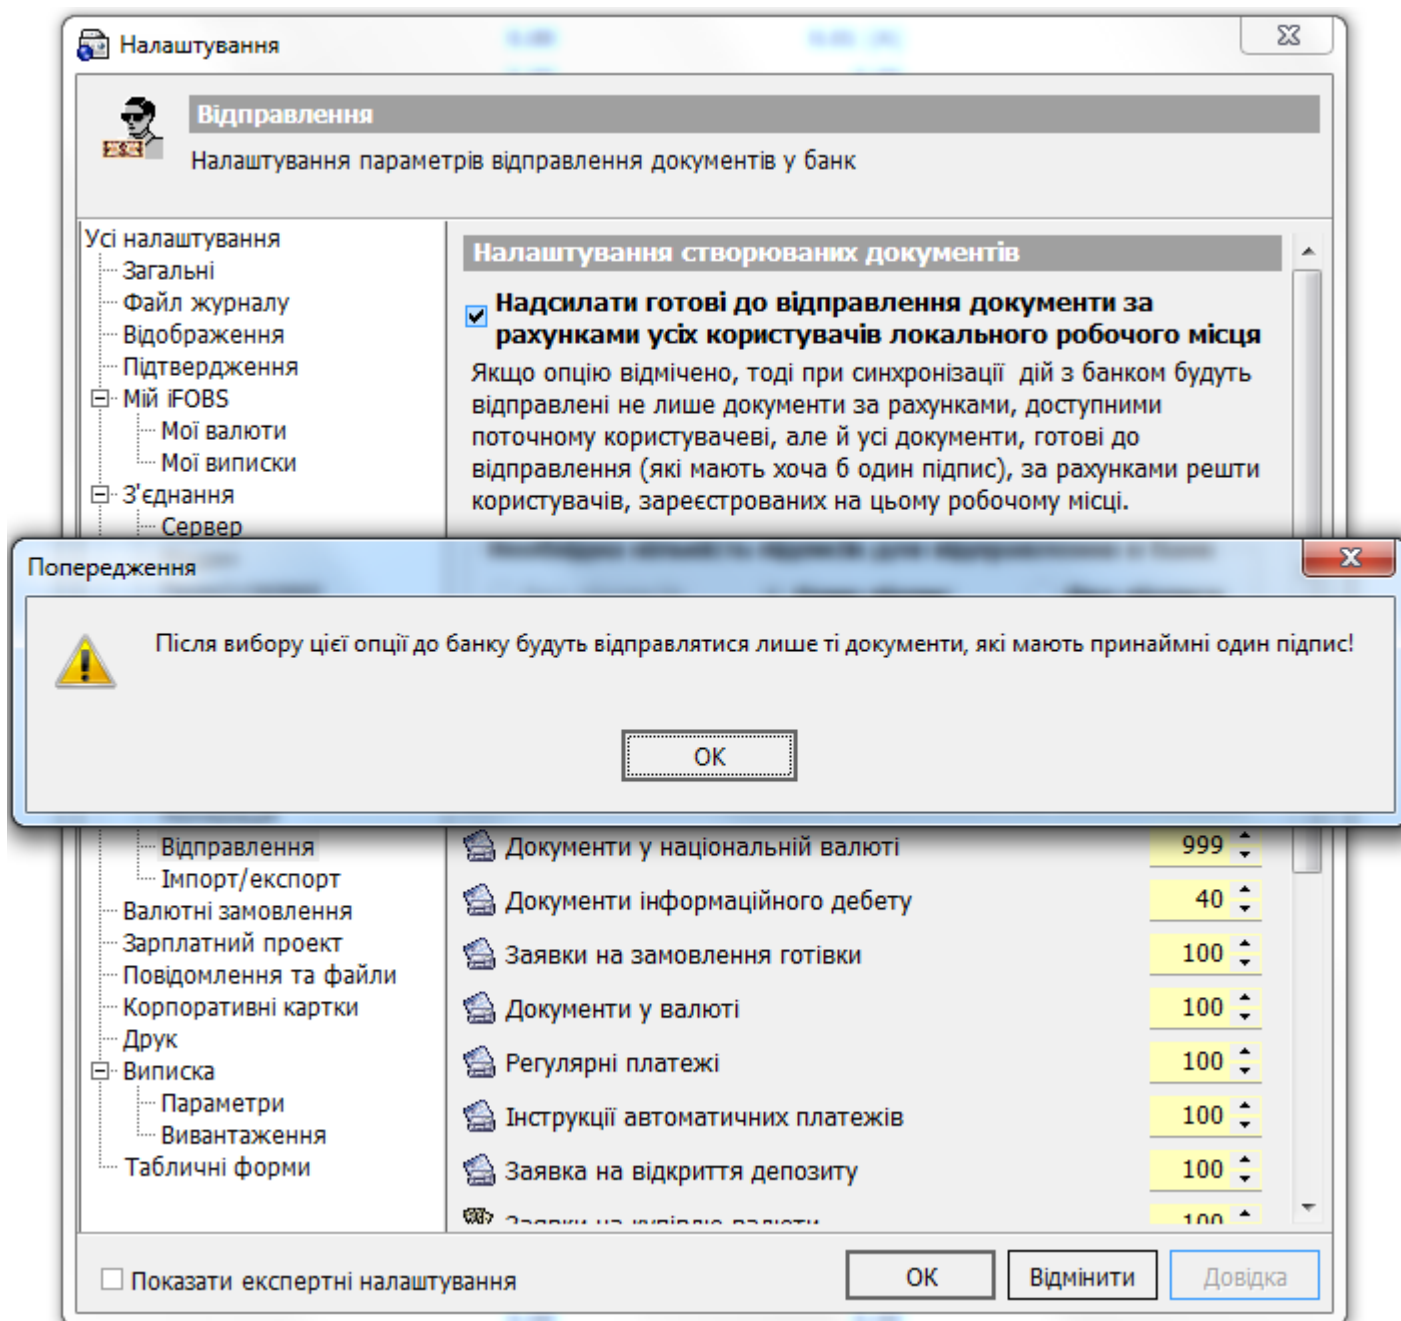 Налаштування
Відправлення
Налаштування параметрів відправлення документів у банк
Усі налаштування
Загальні
Файл журналу
Відображення
Підтвердження
Мій iFOBS
Мої валюти
Мої виписки
З'єднання
Сервер
Налаштування створюваних документів
Надсилати готові до відправлення документи за
рахунками усіх користувачів локального робочого місця
Якщо опцію відмічено, тоді при синхронізації дій з банком будуть
відправлені не лише документи за рахунками, доступними
поточному користувачеві, але й усі документи, готові до
відправлення (які мають хоча б один підпис), за рахунками решти
користувачів, зареєстрованих на цьому робочому місці.
Попередження
Після вибору цієї опції до банку будуть відправлятися лише ті документи, які мають принаймні один підпис!
OK
Відправлення
Імпорт/експорт
Валютні замовлення
Зарплатний проект
Повідомлення та файли
Корпоративні картки
Друк
Виписка
Параметри
Вивантаження
Табличні форми
Документи у національній валюті 999
Документи інформаційного дебету 40
Заявки на замовлення готівки 100
Документи у валюті 100
Регулярні платежі 100
Інструкції автоматичних платежів 100
Заявка на відкриття депозиту 100
Заявки на купівлю валюти 100
Показати експертні налаштування
OK
Відмінити
Довідка